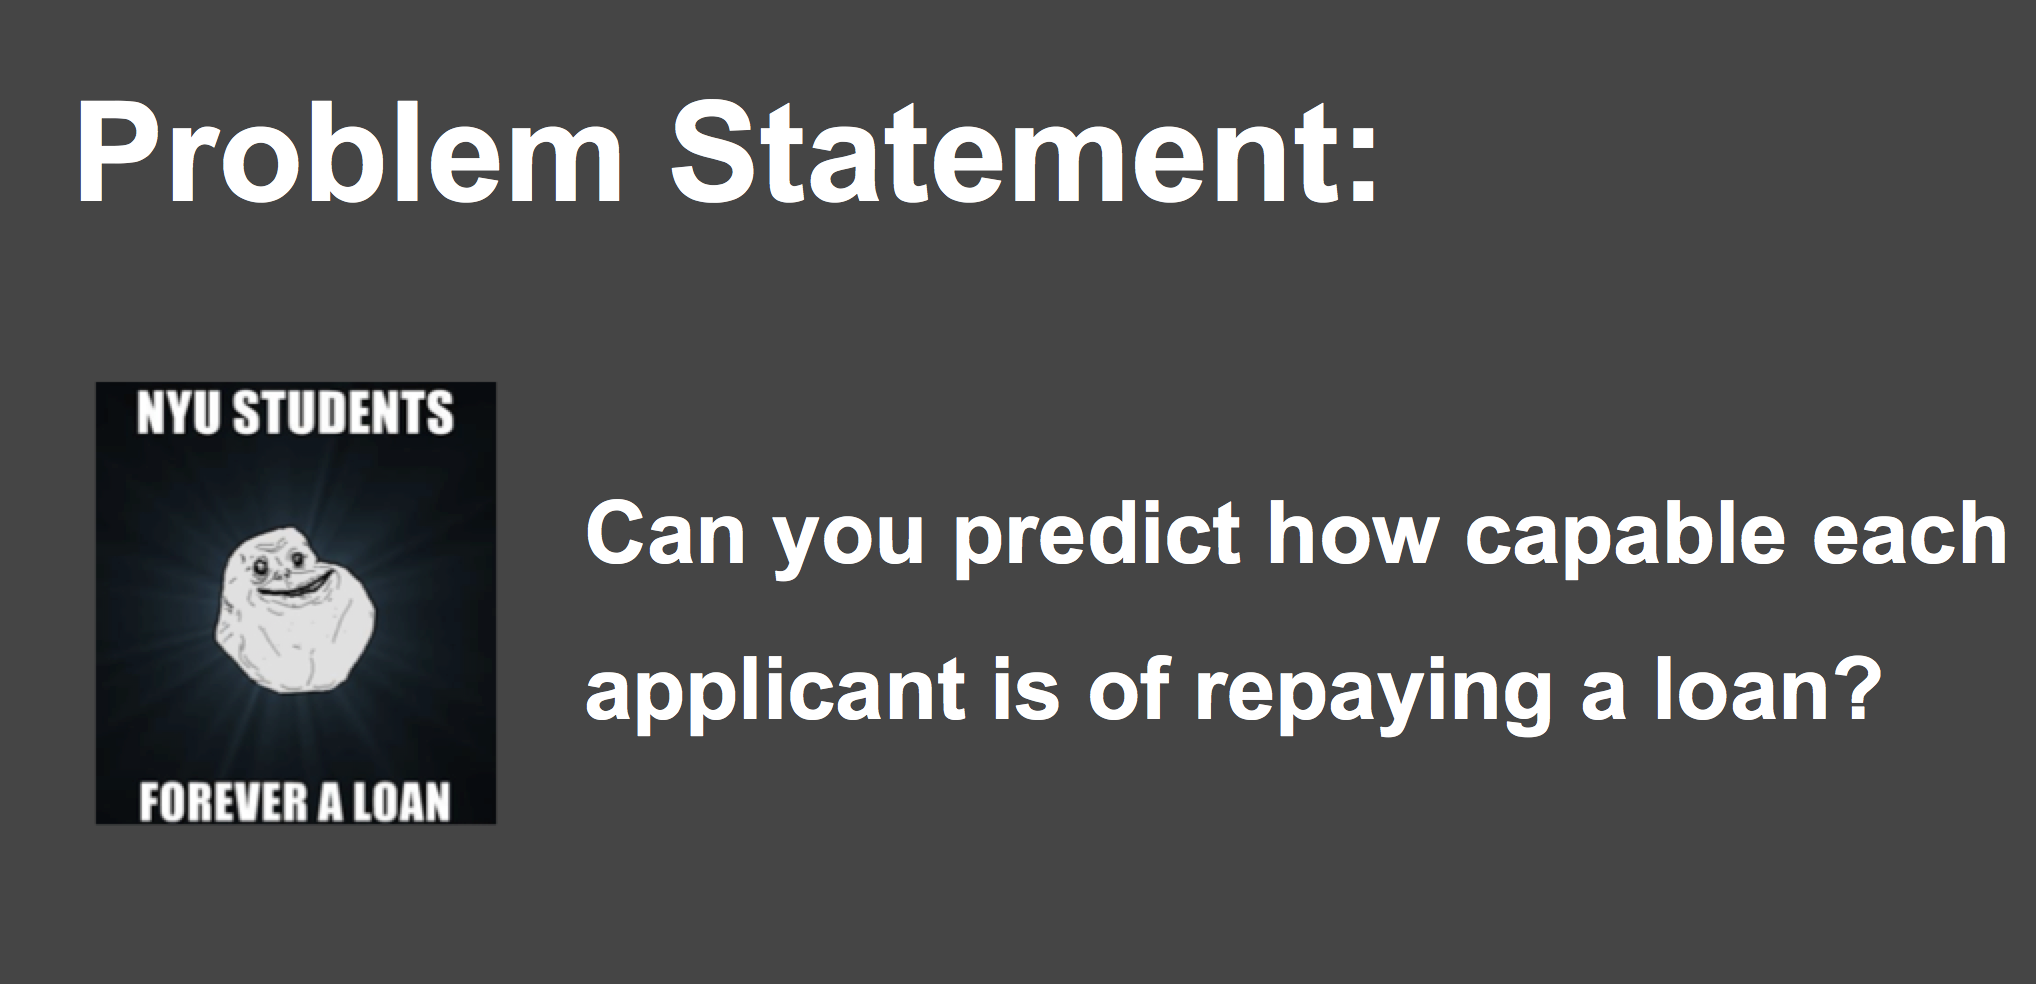 Problem Statement:
NYU STUDENTS
FOREVER A LOAN
Can you predict how capable each
applicant is of repaying a loan?